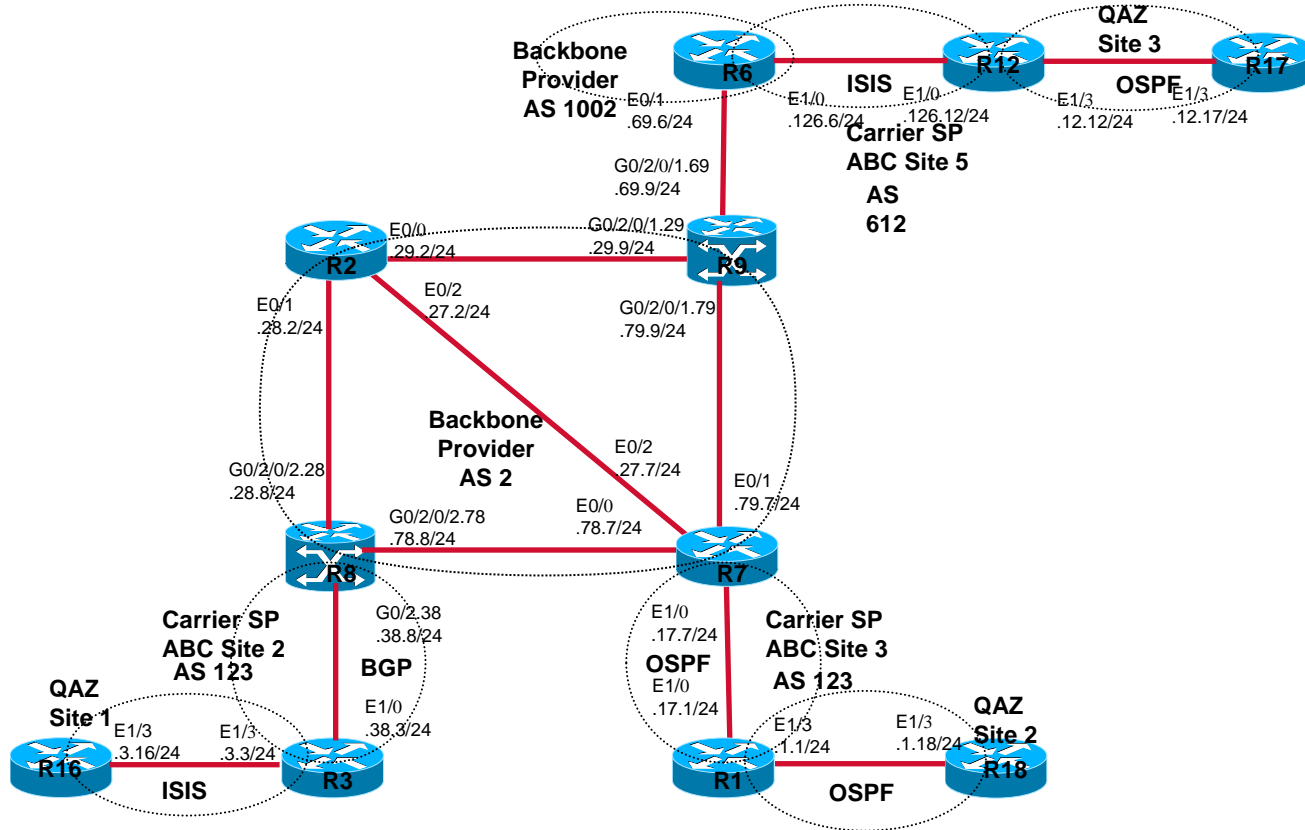 QAZ
Site 3
Backbone
Provider
AS 1002
R6
R12
R17
ISIS
OSPF
E0/1
.69.6/24
E1/0
.126.6/24
E1/0
.126.12/24
E1/3
.12.12/24
E1/3
.12.17/24
Carrier SP
ABC Site 5
AS
612
G0/2/0/1.69
.69.9/24
R2
E0/0
.29.2/24
G0/2/0/1.29
.29.9/24
R9
E0/1
.28.2/24
E0/2
.27.2/24
G0/2/0/1.79
.79.9/24
Backbone
Provider
AS 2
G0/2/0/2.28
.28.8/24
E0/2
.27.7/24
E0/1
.79.7/24
G0/2/0/2.78
.78.8/24
E0/0
.78.7/24
R8
R7
Carrier SP
ABC Site 2
AS 123
G0/2.38
.38.8/24
BGP
E1/0
.38.3/24
E1/0
.17.7/24
OSPF
E1/0
.17.1/24
Carrier SP
ABC Site 3
AS 123
QAZ
Site 1
E1/3
.3.16/24
E1/3
.3.3/24
R16
ISIS
R3
E1/3
.1.1/24
E1/3
.1.18/24
QAZ
Site 2
R1
OSPF
R18